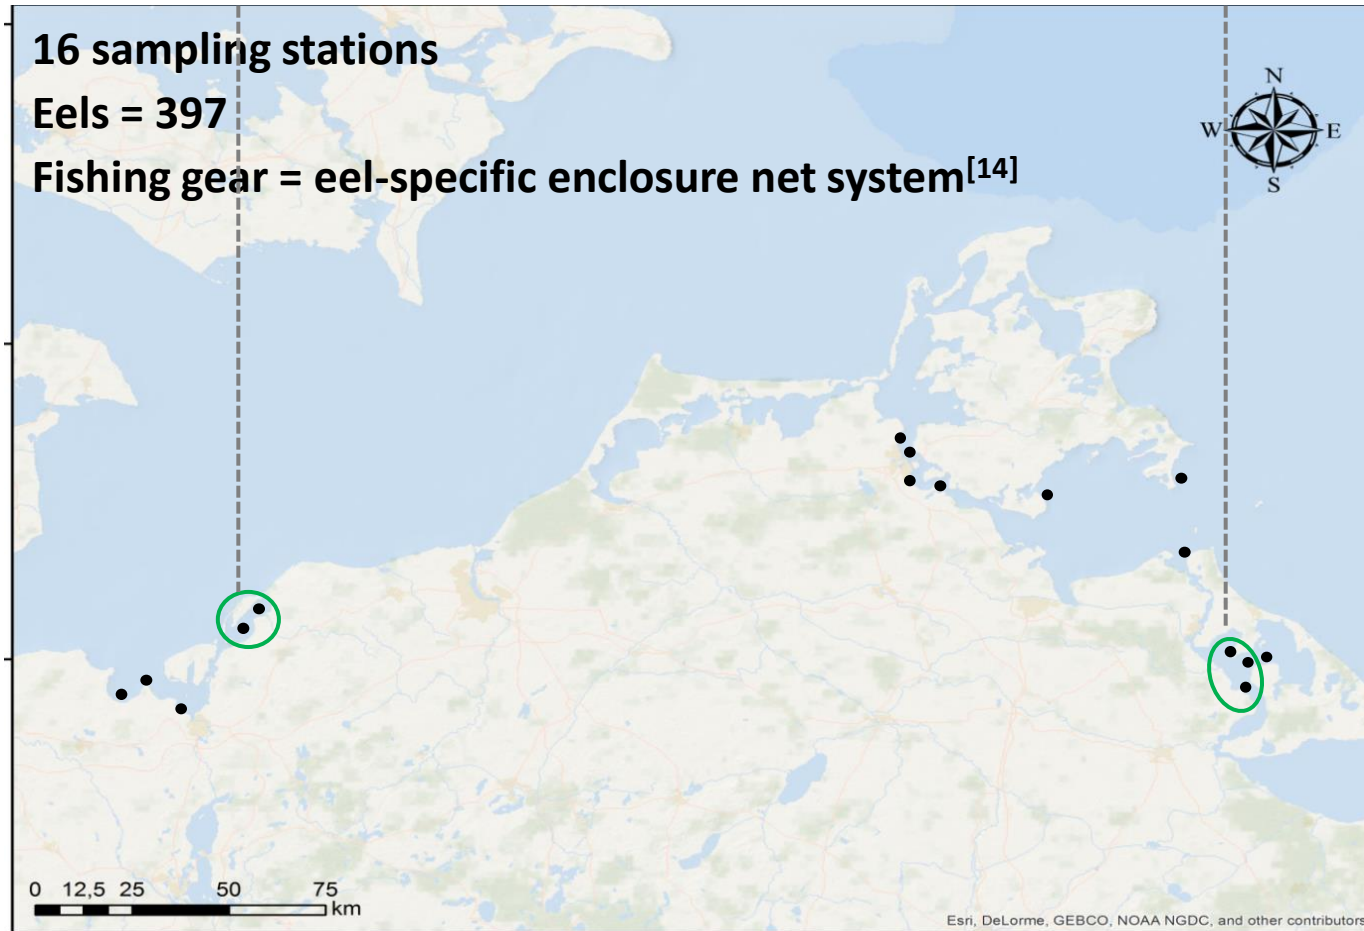 16 sampling stations
Eels = 397
Fishing gear = eel-specific enclosure net system[14]
N
W E
S
0 12,5 25 50 75
km
Esri, DeLorme, GEBCO, NOAA NGDC, and other contributors